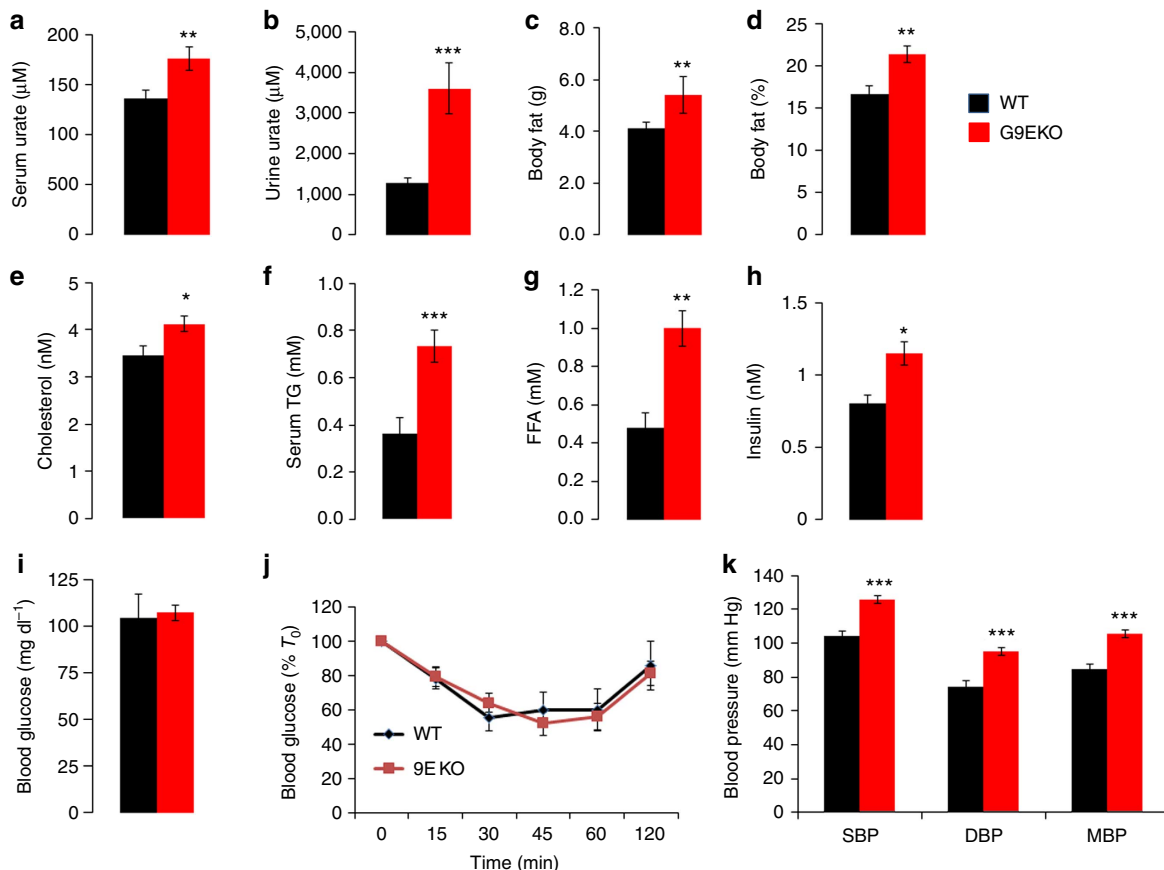 a
Serum urate (μM)
200
150
100
500
0
**
b
Urine urate (μM)
5,000
4,000
3,000
2,000
1,000
0
***
c
Body fat (g)
8.0
6.0
4.0
2.0
0.0
**
d
Body fat (%)
25
20
15
10
5
0
**
WT
G9EKO
e
Cholesterol (nM)
5
4
3
2
1
0
*
f
Serum TG (mM)
1.0
0.8
0.6
0.4
0.2
0.0
***
g
FFA (mM)
1.2
1.0
0.8
0.6
0.4
0.2
0.0
**
h
Insulin (nM)
1.5
1
0.5
0
*
i
Blood glucose (mg dl⁻¹)
125
100
75
50
25
0
j
Blood glucose (% T₀)
120
100
80
60
40
20
0
WT
9EKO
0 15 30 45 60 120
Time (min)
k
Blood pressure (mm Hg)
140
120
100
80
60
40
20
0
*** *** ***
SBP DBP MBP